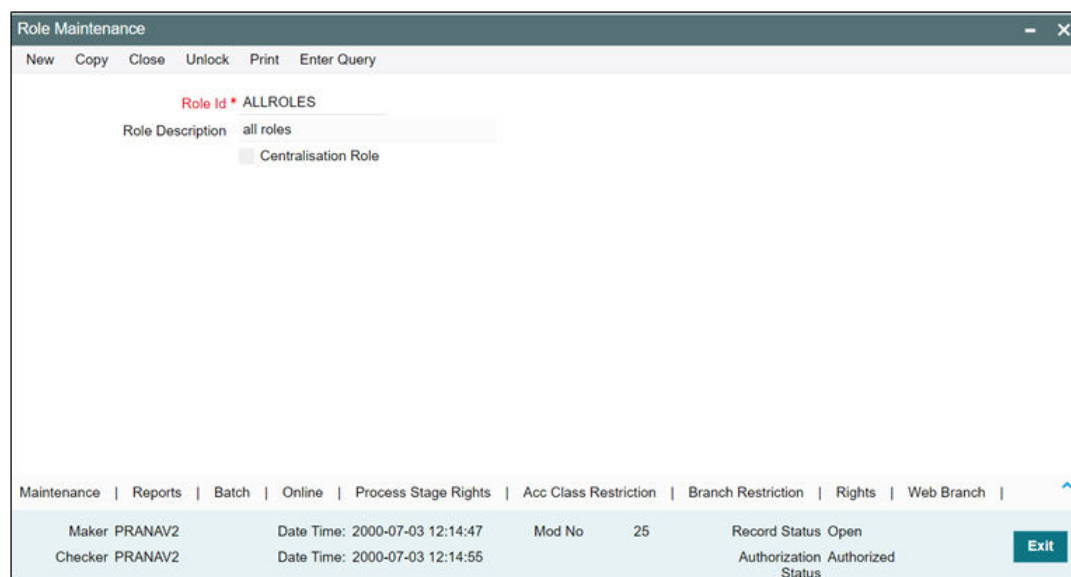 Role Maintenance
New Copy Close Unlock Print Enter Query
Role Id * ALLROLES
Role Description all roles
Centralisation Role
Maintenance | Reports | Batch | Online | Process Stage Rights | Acc Class Restriction | Branch Restriction | Rights | Web Branch |
Maker PRANAV2 Date Time: 2000-07-03 12:14:47 Mod No 25 Record Status Open
Checker PRANAV2 Date Time: 2000-07-03 12:14:55 Authorization Status Authorized
Exit